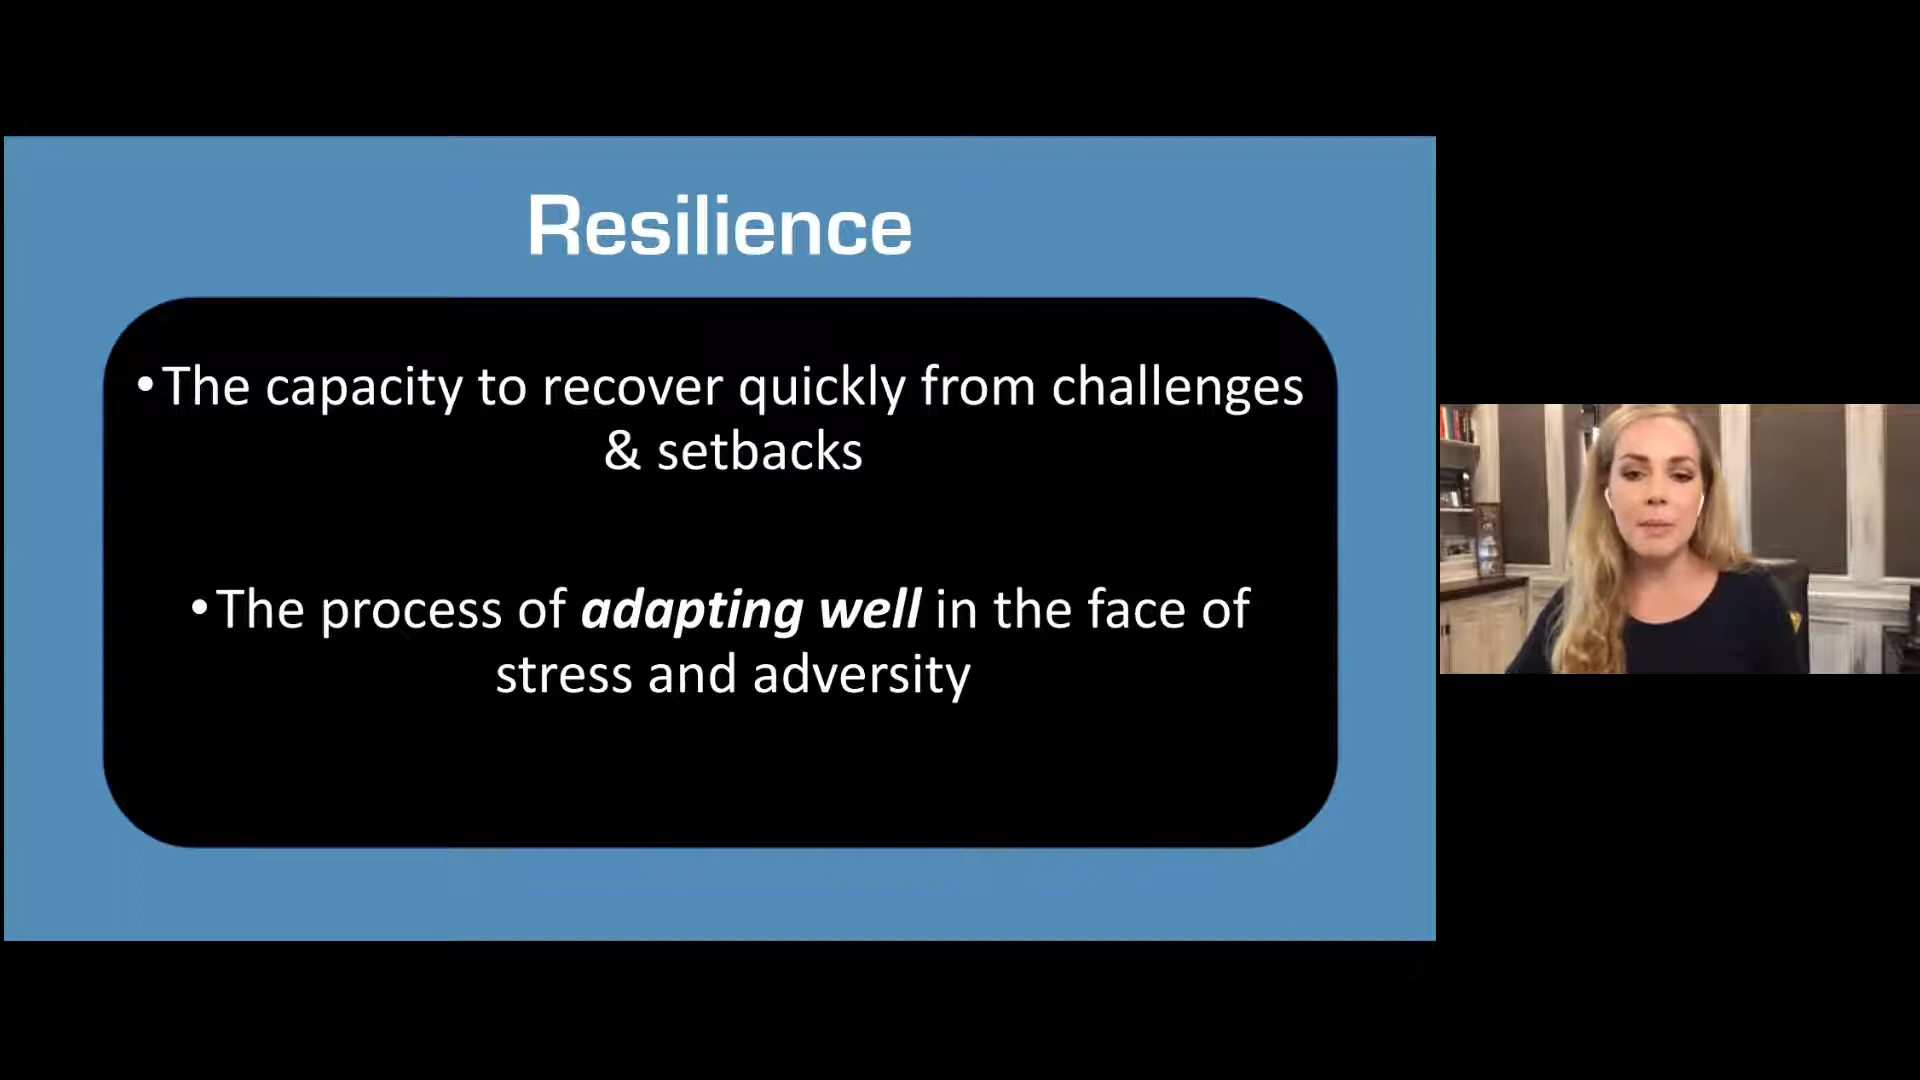 Resilience
•The capacity to recover quickly from challenges
& setbacks
•The process of adapting well in the face of
stress and adversity